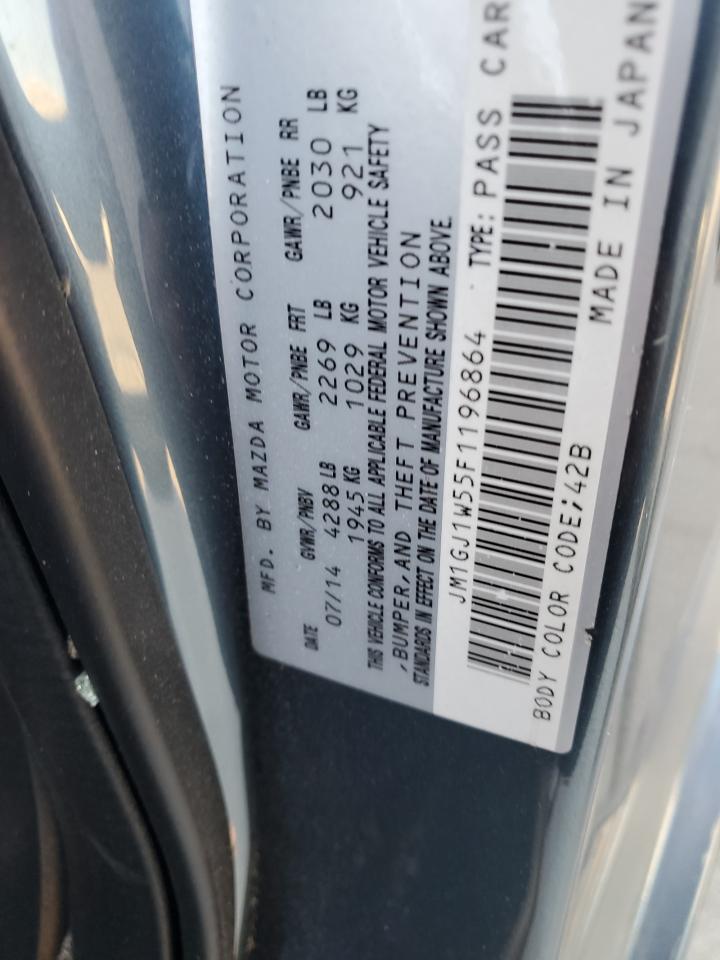 MFD. BY MAZDA MOTOR CORPORATION
DATE GVWR/PNBV GAWR/PNBE FRT GAWR/PNBE RR
07/14 4288 LB 2269 LB 2030 LB
1945 KG 1029 KG 921 KG
THIS VEHICLE CONFORMS TO ALL APPLICABLE FEDERAL MOTOR VEHICLE SAFETY
,BUMPER,AND THEFT PREVENTION
STANDARDS IN EFFECT ON THE DATE OF MANUFACTURE SHOWN ABOVE.
JM1GJ1W55F1196864 TYPE: PASS CAR
BODY COLOR CODE;42B MADE IN JAPAN